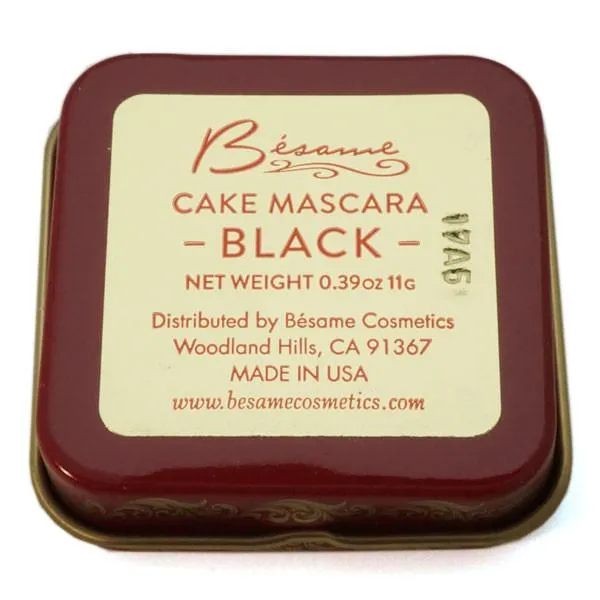 Bésame
CAKE MASCARA
– BLACK –
NET WEIGHT 0.39oz 11G
Distributed by Bésame Cosmetics
Woodland Hills, CA 91367
MADE IN USA
www.besamecosmetics.com